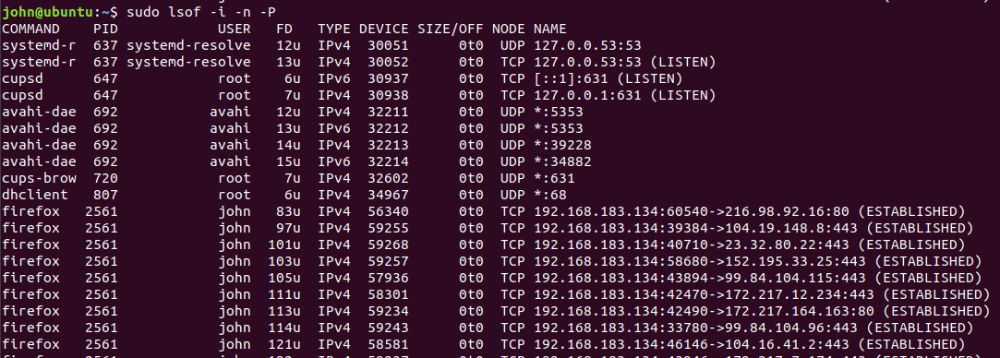 john@ubuntu:~$ sudo lsof -i -n -P
COMMAND    PID            USER   FD   TYPE DEVICE SIZE/OFF NODE NAME
systemd-r  637 systemd-resolve   12u  IPv4  30051      0t0  UDP 127.0.0.53:53
systemd-r  637 systemd-resolve   13u  IPv4  30052      0t0  TCP 127.0.0.53:53 (LISTEN)
cupsd      647            root    6u  IPv6  30937      0t0  TCP [::1]:631 (LISTEN)
cupsd      647            root    7u  IPv4  30938      0t0  TCP 127.0.0.1:631 (LISTEN)
avahi-dae  692           avahi   12u  IPv4  32211      0t0  UDP *:5353
avahi-dae  692           avahi   13u  IPv6  32212      0t0  UDP *:5353
avahi-dae  692           avahi   14u  IPv4  32213      0t0  UDP *:39228
avahi-dae  692           avahi   15u  IPv6  32214      0t0  UDP *:34882
cups-brow  720            root    7u  IPv4  32602      0t0  UDP *:631
dhclient   807            root    6u  IPv4  34967      0t0  UDP *:68
firefox   2561            john   83u  IPv4  56340      0t0  TCP 192.168.183.134:60540->216.98.92.16:80 (ESTABLISHED)
firefox   2561            john   97u  IPv4  59255      0t0  TCP 192.168.183.134:39384->104.19.148.8:443 (ESTABLISHED)
firefox   2561            john  101u  IPv4  59268      0t0  TCP 192.168.183.134:40710->23.32.80.22:443 (ESTABLISHED)
firefox   2561            john  103u  IPv4  59257      0t0  TCP 192.168.183.134:58680->152.195.33.25:443 (ESTABLISHED)
firefox   2561            john  105u  IPv4  57936      0t0  TCP 192.168.183.134:43894->99.84.104.115:443 (ESTABLISHED)
firefox   2561            john  111u  IPv4  58301      0t0  TCP 192.168.183.134:42470->172.217.12.234:443 (ESTABLISHED)
firefox   2561            john  113u  IPv4  59234      0t0  TCP 192.168.183.134:42490->172.217.164.163:80 (ESTABLISHED)
firefox   2561            john  114u  IPv4  59243      0t0  TCP 192.168.183.134:33780->99.84.104.96:443 (ESTABLISHED)
firefox   2561            john  121u  IPv4  58581      0t0  TCP 192.168.183.134:46146->104.16.41.2:443 (ESTABLISHED)